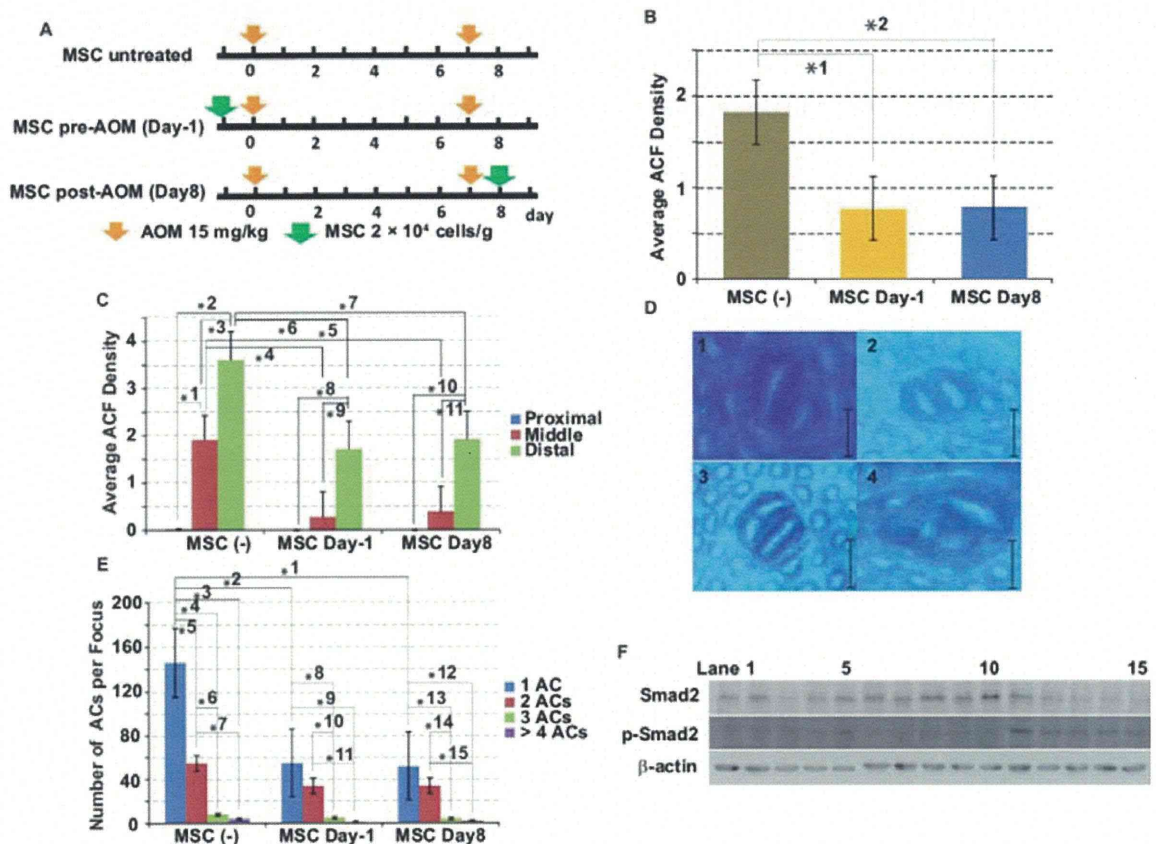 A
MSC untreated
0 2 4 6 8
MSC pre-AOM (Day-1)
0 2 4 6 8
MSC post-AOM (Day8)
0 2 4 6 8 day
AOM 15 mg/kg MSC 2 × 10⁴ cells/g
B
*2
*1
Average ACF Density
2
1
0
MSC (-) MSC Day-1 MSC Day8
C
*2 *7
*3 *6 *5
*4
*1 *8 *10
*9 *11
Average ACF Density
4
3
2
1
0
Proximal
Middle
Distal
MSC (-) MSC Day-1 MSC Day8
D
1 2
3 4
E
*1
*2
*3
*4
*5
*8 *12
*6 *9 *13
*7 *10 *14
*11 *15
Number of ACs per Focus
200
160
120
80
40
0
1 AC
2 ACs
3 ACs
> 4 ACs
MSC (-) MSC Day-1 MSC Day8
F
Lane 1 5 10 15
Smad2
p-Smad2
β-actin